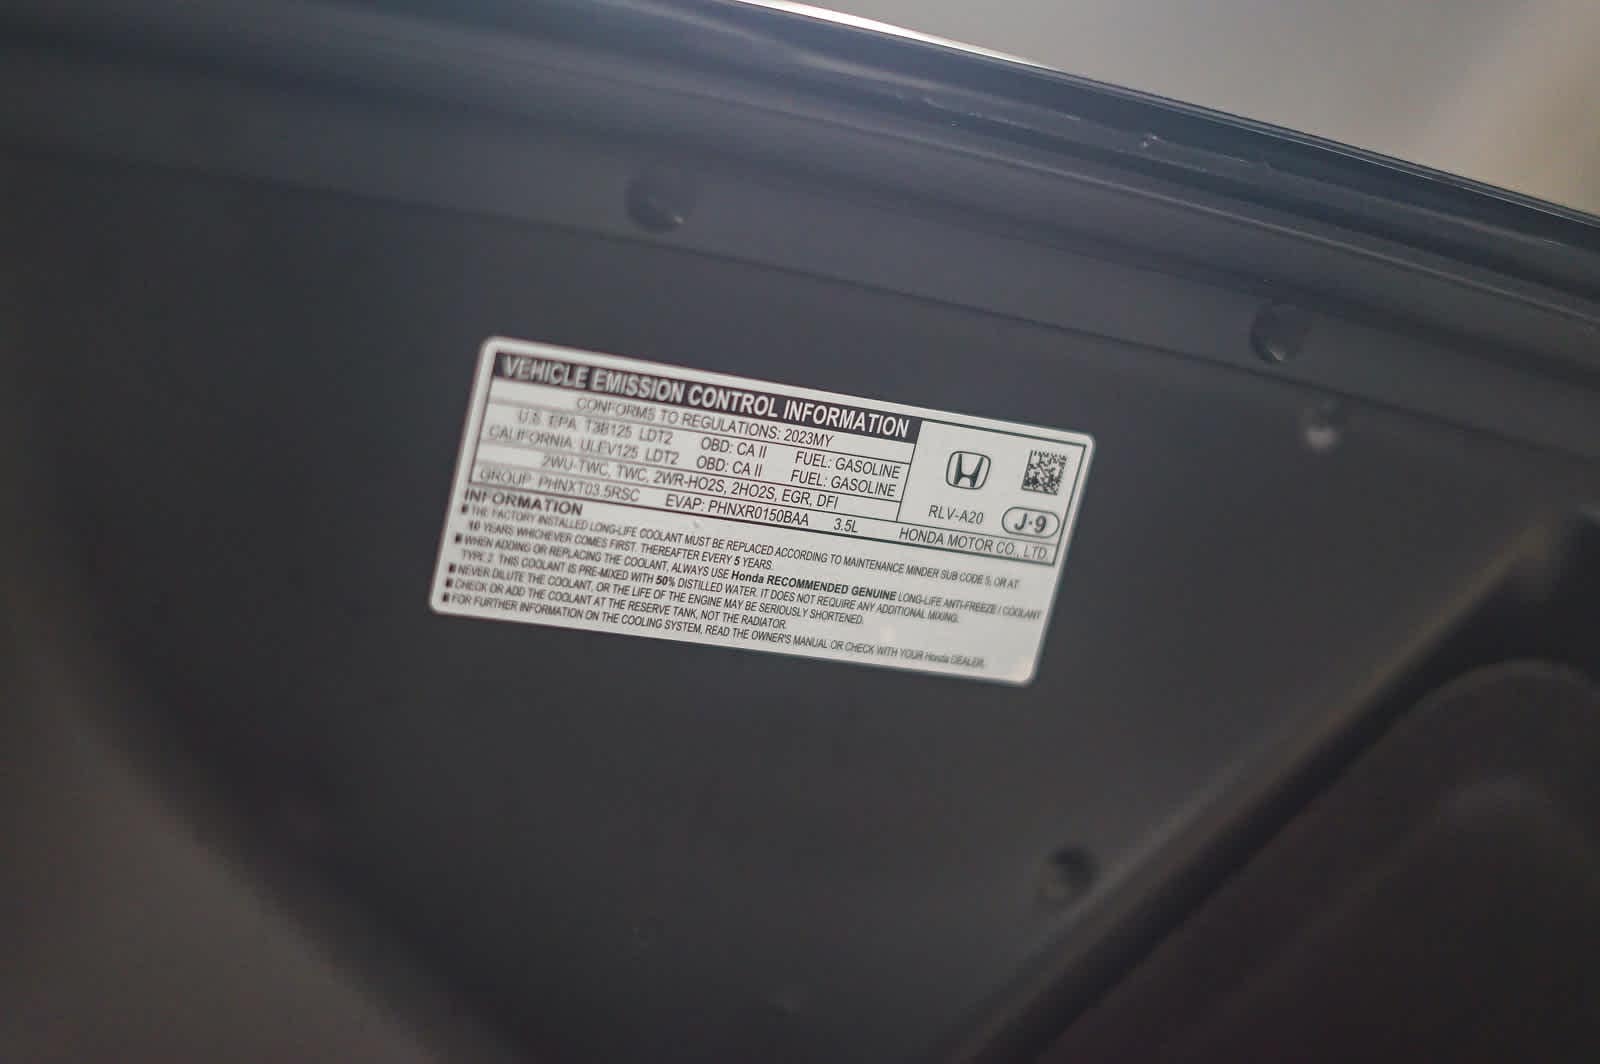 VEHICLE EMISSION CONTROL INFORMATION
CONFORMS TO REGULATIONS: 2023MY
U.S. EPA: T3B125 LDT2 OBD: CA II FUEL: GASOLINE
CALIFORNIA: ULEV125 LDT2 OBD: CA II FUEL: GASOLINE
2WU-TWC, TWC, 2WR-HO2S, 2HO2S, EGR, DFI
GROUP: PHNXT03.5RSC EVAP: PHNXR0150BAA 3.5L HONDA MOTOR CO., LTD.
RLV-A20 J·9
INFORMATION
■ THE FACTORY INSTALLED LONG-LIFE COOLANT MUST BE REPLACED ACCORDING TO MAINTENANCE MINDER SUB CODE 5, OR AT
10 YEARS WHICHEVER COMES FIRST. THEREAFTER EVERY 5 YEARS.
■ WHEN ADDING OR REPLACING THE COOLANT, ALWAYS USE Honda RECOMMENDED GENUINE LONG-LIFE ANTI-FREEZE / COOLANT
TYPE 2. THIS COOLANT IS PRE-MIXED WITH 50% DISTILLED WATER. IT DOES NOT REQUIRE ANY ADDITIONAL MIXING.
■ NEVER DILUTE THE COOLANT, OR THE LIFE OF THE ENGINE MAY BE SERIOUSLY SHORTENED.
■ CHECK OR ADD THE COOLANT AT THE RESERVE TANK, NOT THE RADIATOR.
■ FOR FURTHER INFORMATION ON THE COOLING SYSTEM, READ THE OWNER'S MANUAL OR CHECK WITH YOUR Honda DEALER.